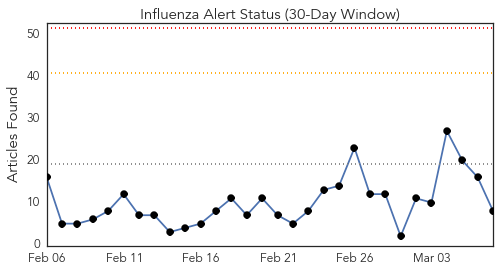 Influenza Alert Status (30-Day Window)
Articles Found
50
40
30
20
10
0
Feb 06 Feb 11 Feb 16 Feb 21 Feb 26 Mar 03